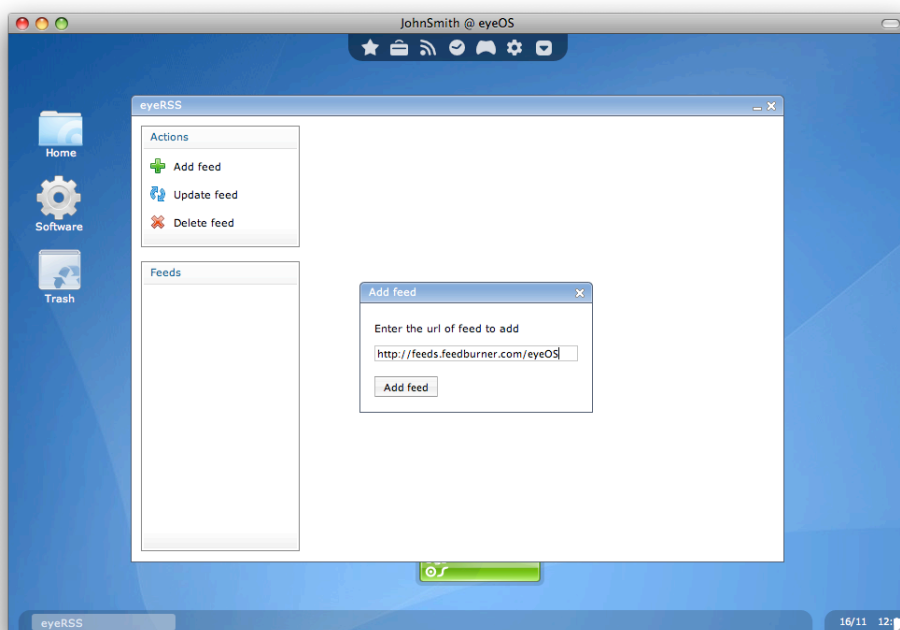 JohnSmith @ eyeOS
eyeRSS
Actions
Add feed
Update feed
Delete feed
Feeds
Home
Software
Trash
Add feed
Enter the url of feed to add
http://feeds.feedburner.com/eyeOS
Add feed
eyeRSS
16/11